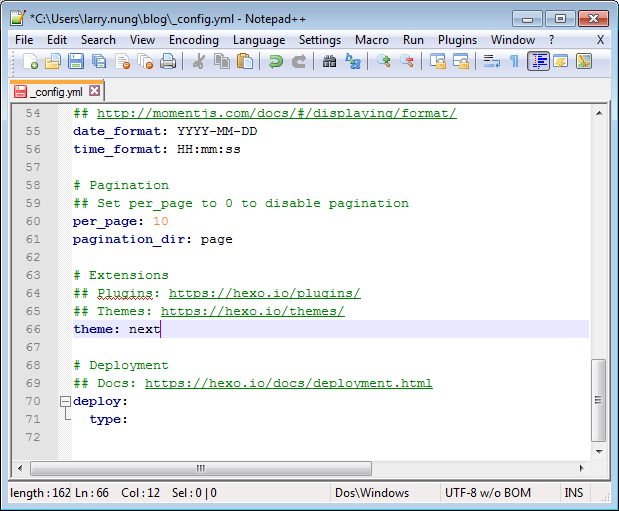 *C:\Users\larry.nung\blog\_config.yml - Notepad++
File Edit Search View Encoding Language Settings Macro Run Plugins Window ? X
_config.yml
54 ## http://momentjs.com/docs/#/displaying/format/
55 date_format: YYYY-MM-DD
56 time_format: HH:mm:ss
57
58 # Pagination
59 ## Set per_page to 0 to disable pagination
60 per_page: 10
61 pagination_dir: page
62
63 # Extensions
64 ## Plugins: https://hexo.io/plugins/
65 ## Themes: https://hexo.io/themes/
66 theme: next
67
68 # Deployment
69 ## Docs: https://hexo.io/docs/deployment.html
70 deploy:
71   type:
72
length : 162 Ln : 66 Col : 12 Sel : 0 | 0 Dos\Windows UTF-8 w/o BOM INS